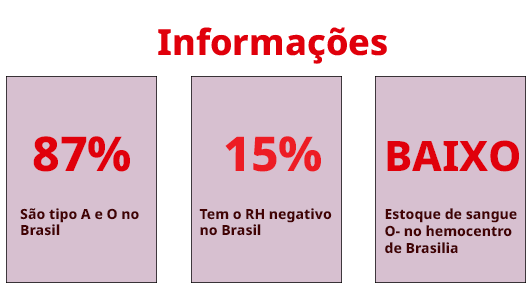 Informações
87%
São tipo A e O no
Brasil
15%
Tem o RH negativo
no Brasil
BAIXO
Estoque de sangue
O- no hemocentro
de Brasilia